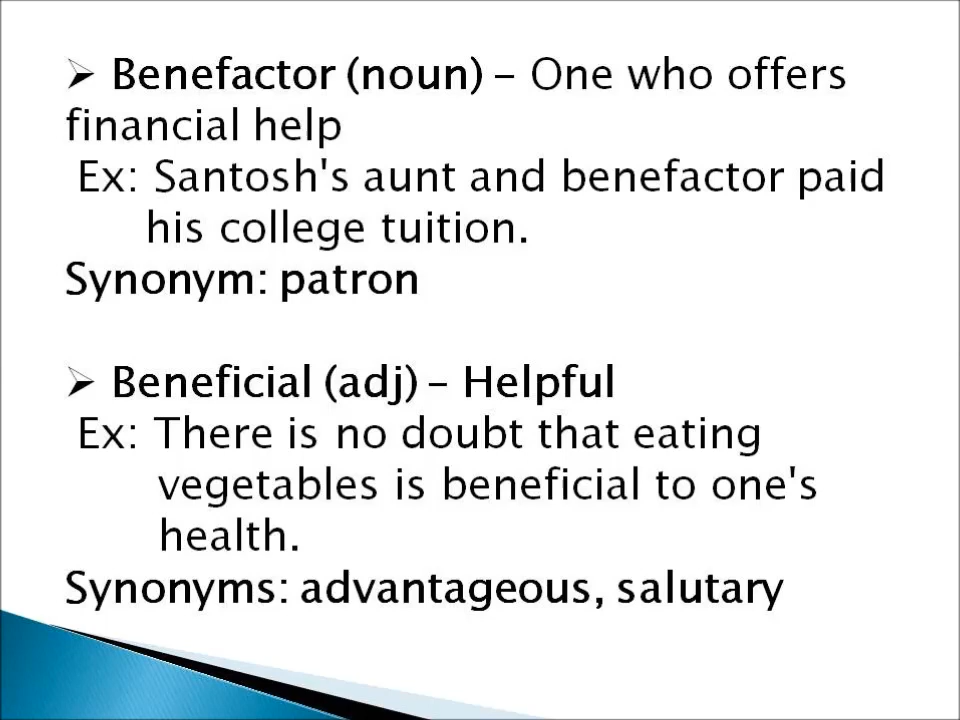 ➢ Benefactor (noun) – One who offers
financial help
Ex: Santosh's aunt and benefactor paid
his college tuition.
Synonym: patron
➢ Beneficial (adj) – Helpful
Ex: There is no doubt that eating
vegetables is beneficial to one's
health.
Synonyms: advantageous, salutary